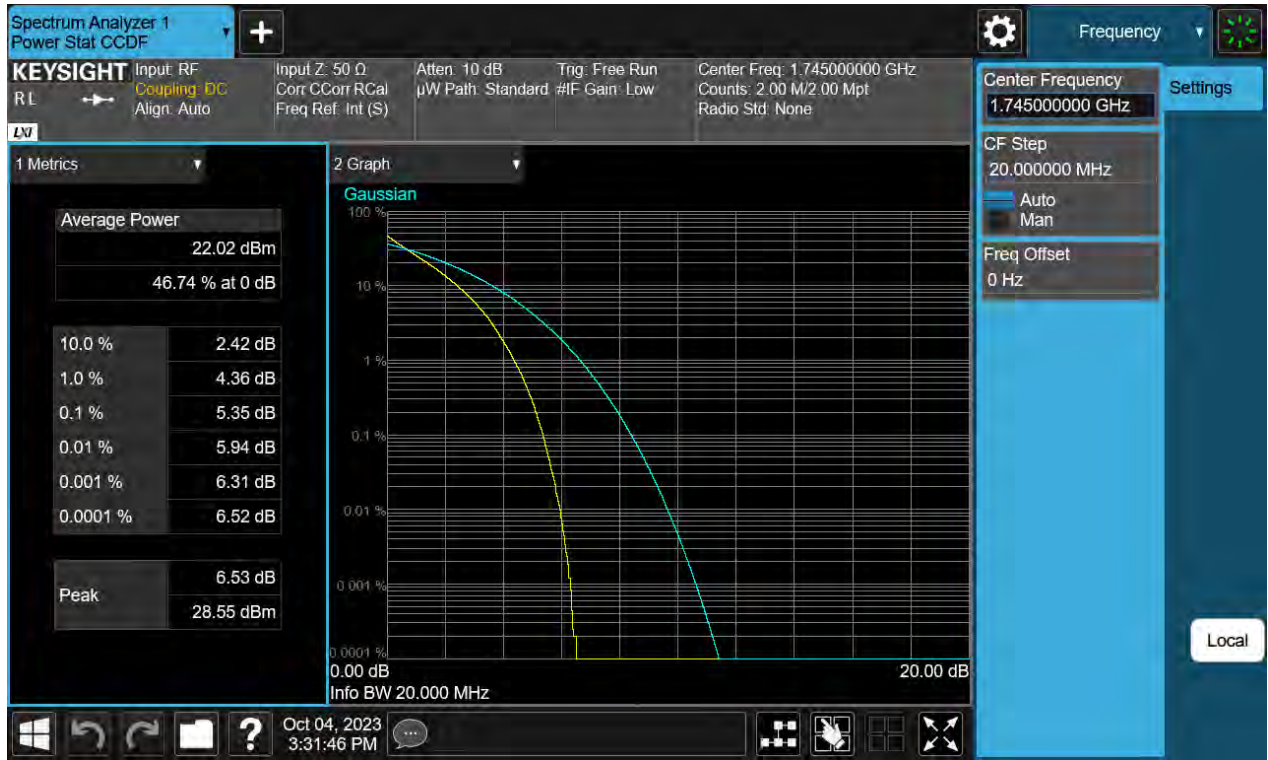 Spectrum Analyzer 1
Power Stat CCDF
+
Frequency
KEYSIGHT
RL
LXI
Input: RF
Coupling: DC
Align: Auto
Input Z: 50 Ω
Corr CCorr RCal
Freq Ref: Int (S)
Atten: 10 dB
µW Path: Standard
Trig: Free Run
#IF Gain: Low
Center Freq: 1.745000000 GHz
Counts: 2.00 M/2.00 Mpt
Radio Std: None
Center Frequency
1.745000000 GHz
Settings
CF Step
20.000000 MHz
Auto
Man
Freq Offset
0 Hz
Local
1 Metrics
Average Power
22.02 dBm
46.74 % at 0 dB
10.0 % 2.42 dB
1.0 % 4.36 dB
0.1 % 5.35 dB
0.01 % 5.94 dB
0.001 % 6.31 dB
0.0001 % 6.52 dB
Peak
6.53 dB
28.55 dBm
2 Graph
Gaussian
100 %
10 %
1 %
0.1 %
0.01 %
0.001 %
0.0001 %
0.00 dB
20.00 dB
Info BW 20.000 MHz
?
Oct 04, 2023
3:31:46 PM